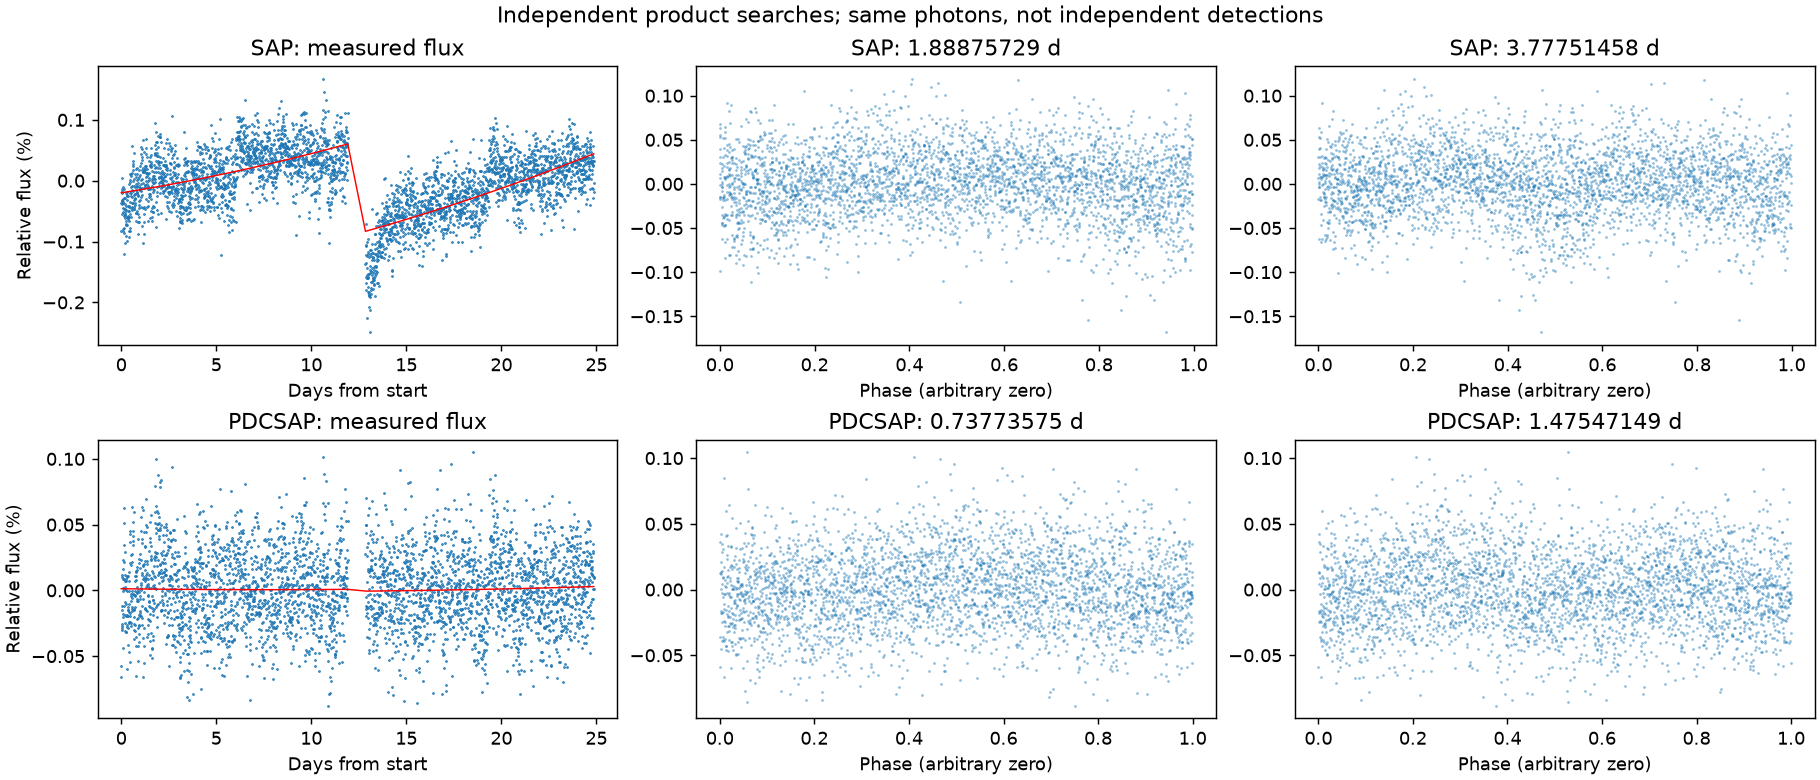 Independent product searches; same photons, not independent detections
SAP: measured flux
Relative flux (%)
0.1
0.0
−0.1
−0.2
0 5 10 15 20 25
Days from start
SAP: 1.88875729 d
0.10
0.05
0.00
−0.05
−0.10
−0.15
0.0 0.2 0.4 0.6 0.8 1.0
Phase (arbitrary zero)
SAP: 3.77751458 d
0.10
0.05
0.00
−0.05
−0.10
−0.15
0.0 0.2 0.4 0.6 0.8 1.0
Phase (arbitrary zero)
PDCSAP: measured flux
Relative flux (%)
0.10
0.05
0.00
−0.05
0 5 10 15 20 25
Days from start
PDCSAP: 0.73773575 d
0.10
0.05
0.00
−0.05
0.0 0.2 0.4 0.6 0.8 1.0
Phase (arbitrary zero)
PDCSAP: 1.47547149 d
0.10
0.05
0.00
−0.05
0.0 0.2 0.4 0.6 0.8 1.0
Phase (arbitrary zero)